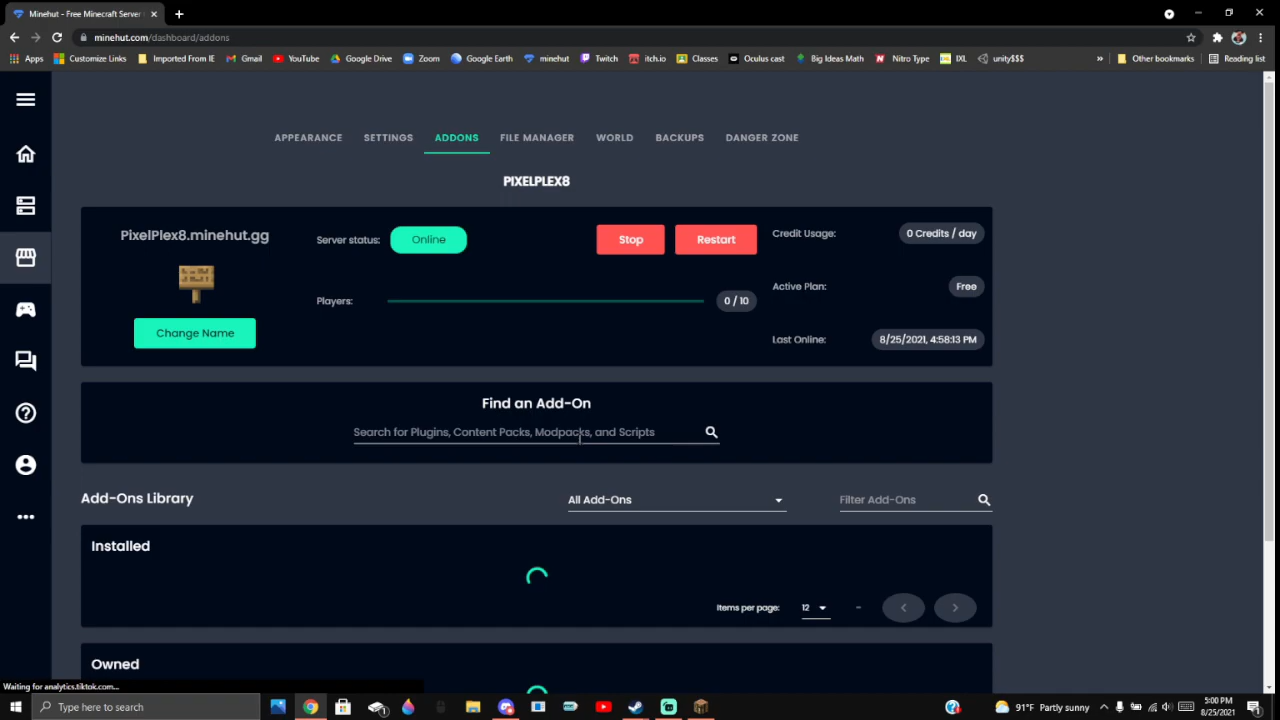 Minehut - Free Minecraft Server
minehut.com/dashboard/addons
Apps
Customize Links
Imported From IE
Gmail
YouTube
Google Drive
Zoom
Google Earth
minehut
Twitch
itch.io
Classes
Oculus cast
Big Ideas Math
Nitro Type
IXL
unity$$$
Other bookmarks
Reading list
APPEARANCE
SETTINGS
ADDONS
FILE MANAGER
WORLD
BACKUPS
DANGER ZONE
PIXELPLEX8
PixelPlex8.minehut.gg
Change Name
Server status:
Online
Stop
Restart
Players:
0 / 10
Credit Usage:
0 Credits / day
Active Plan:
Free
Last Online:
8/25/2021, 4:58:13 PM
Find an Add-On
Search for Plugins, Content Packs, Modpacks, and Scripts
Add-Ons Library
All Add-Ons
Filter Add-Ons
Installed
Items per page:
12
–
Owned
Waiting for analytics.tiktok.com...
Type here to search
91°F Partly sunny
5:00 PM
8/25/2021